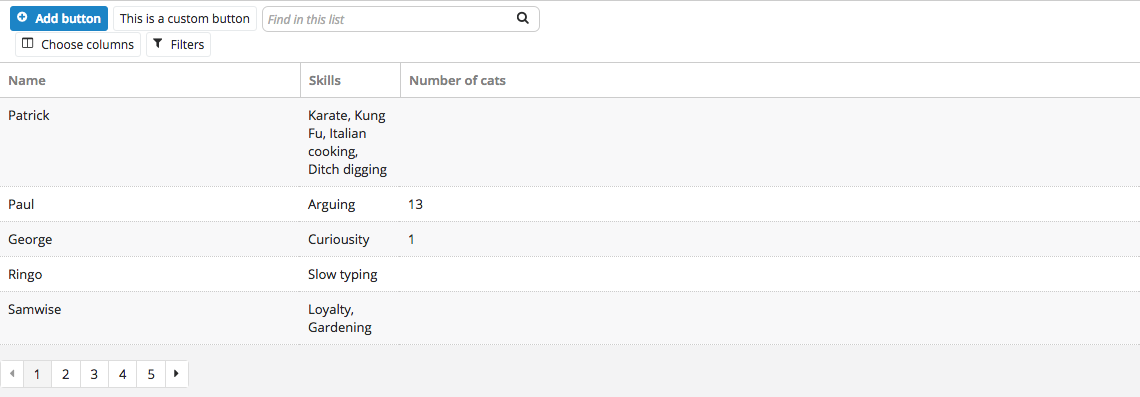 Add button This is a custom button Find in this list
Choose columns Filters
Name Skills Number of cats
Patrick Karate, Kung
Fu, Italian
cooking,
Ditch digging
Paul Arguing 13
George Curiousity 1
Ringo Slow typing
Samwise Loyalty,
Gardening
1 2 3 4 5